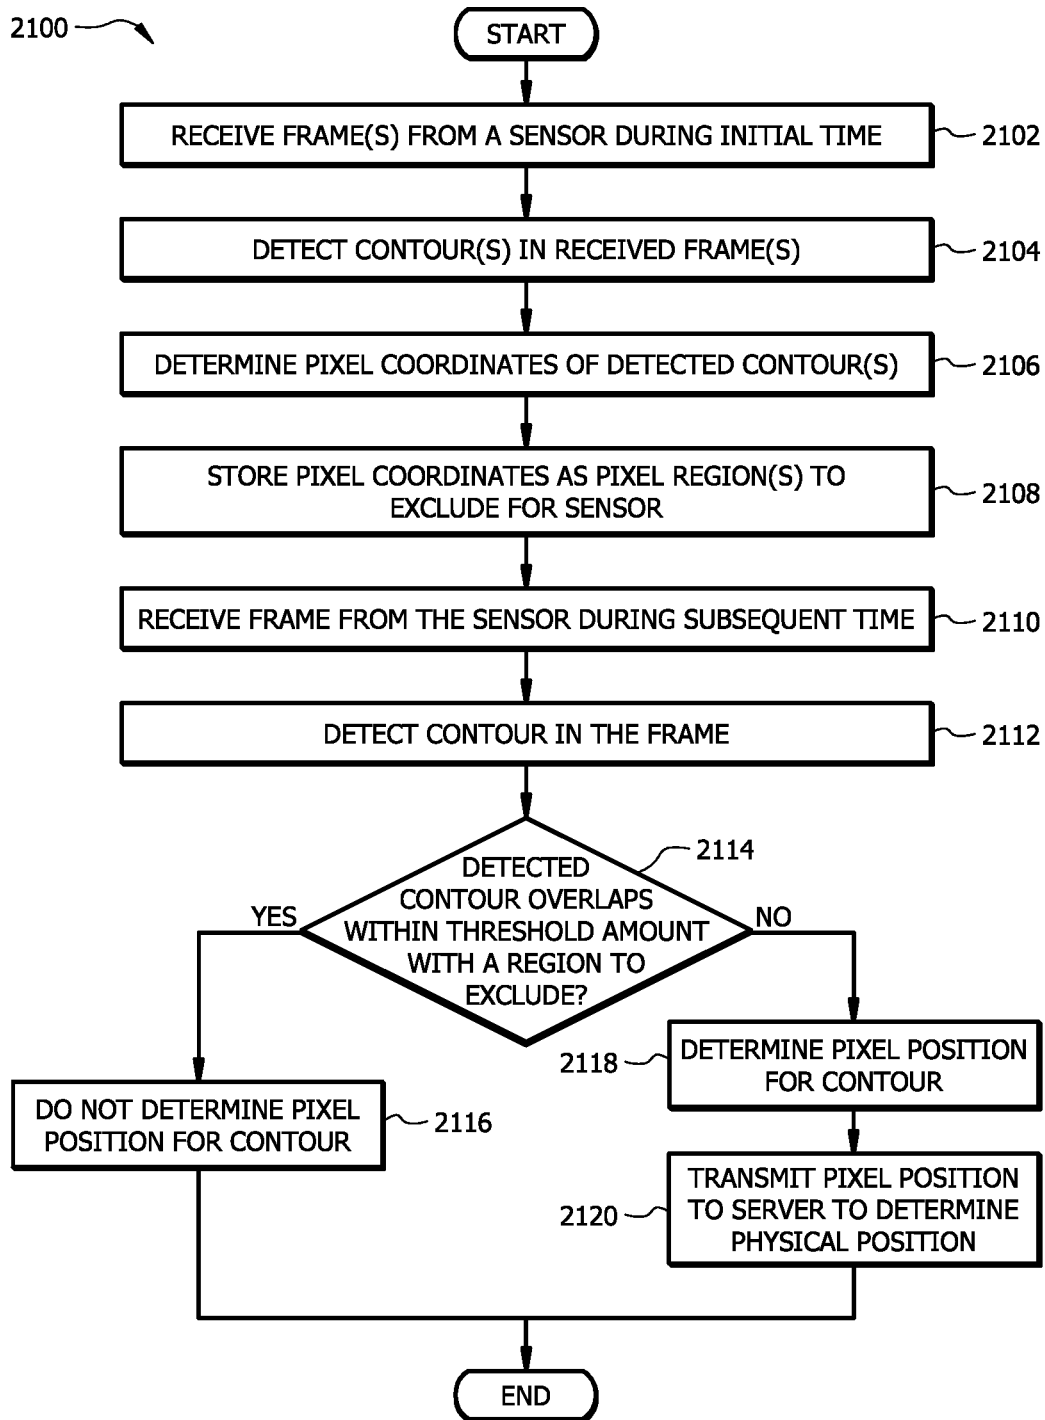 2100
START
RECEIVE FRAME(S) FROM A SENSOR DURING INITIAL TIME
2102
DETECT CONTOUR(S) IN RECEIVED FRAME(S)
2104
DETERMINE PIXEL COORDINATES OF DETECTED CONTOUR(S)
2106
STORE PIXEL COORDINATES AS PIXEL REGION(S) TO
EXCLUDE FOR SENSOR
2108
RECEIVE FRAME FROM THE SENSOR DURING SUBSEQUENT TIME
2110
DETECT CONTOUR IN THE FRAME
2112
DETECTED
CONTOUR OVERLAPS
WITHIN THRESHOLD AMOUNT
WITH A REGION TO
EXCLUDE?
2114
YES
NO
DO NOT DETERMINE PIXEL
POSITION FOR CONTOUR
2116
2118
DETERMINE PIXEL POSITION
FOR CONTOUR
2120
TRANSMIT PIXEL POSITION
TO SERVER TO DETERMINE
PHYSICAL POSITION
END